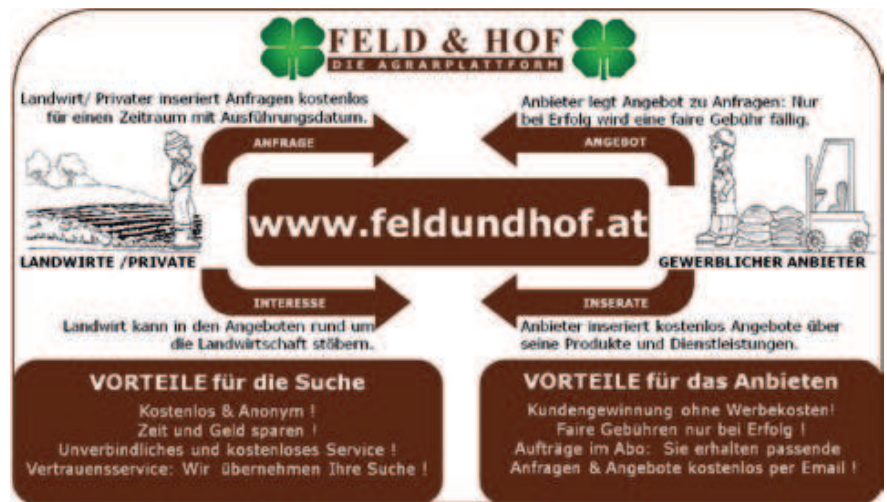 FELD & HOF
DIE AGRARPLATTFORM
Landwirt/ Privater inseriert Anfragen kostenlos
für einen Zeitraum mit Ausführungsdatum.
Anbieter legt Angebot zu Anfragen: Nur
bei Erfolg wird eine faire Gebühr fällig.
ANFRAGE
ANGEBOT
www.feldundhof.at
LANDWIRTE /PRIVATE
GEWERBLICHER ANBIETER
INTERESSE
INSERATE
Landwirt kann in den Angeboten rund um
die Landwirtschaft stöbern.
Anbieter inseriert kostenlos Angebote über
seine Produkte und Dienstleistungen.
VORTEILE für die Suche
Kostenlos & Anonym !
Zeit und Geld sparen !
Unverbindliches und kostenloses Service !
Vertrauensservice: Wir übernehmen Ihre Suche !
VORTEILE für das Anbieten
Kundengewinnung ohne Werbekosten!
Faire Gebühren nur bei Erfolg !
Aufträge im Abo: Sie erhalten passende
Anfragen & Angebote kostenlos per Email !